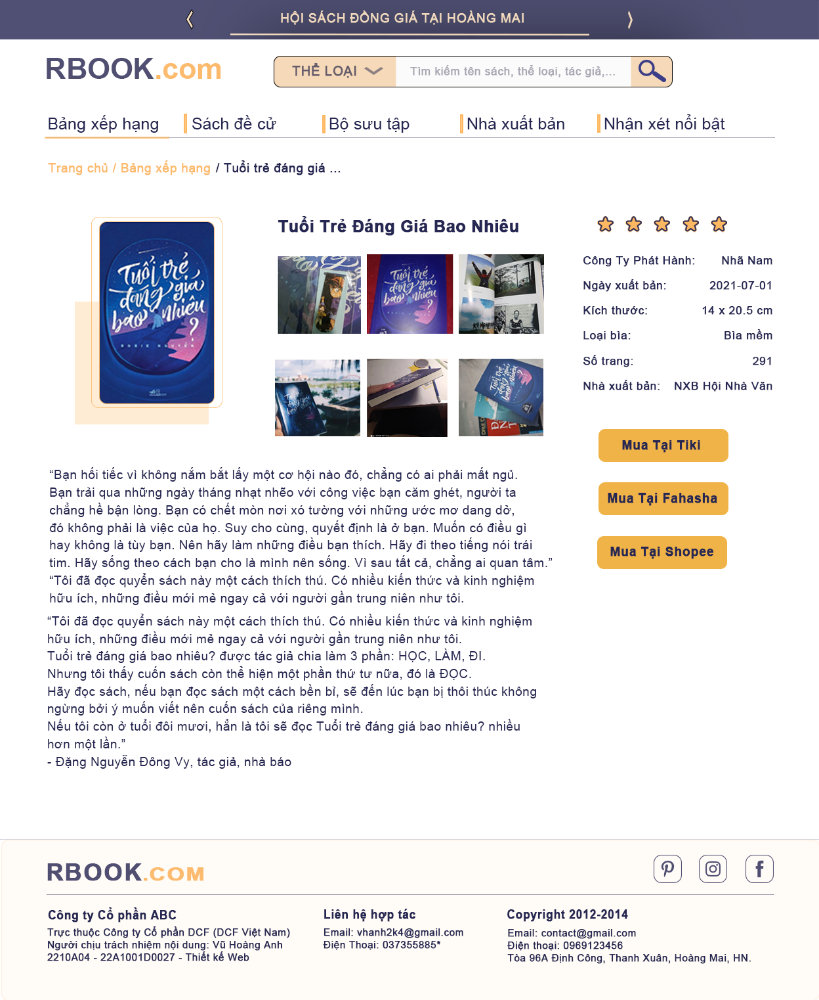 HỘI SÁCH ĐỒNG GIÁ TẠI HOÀNG MAI
RBOOK.com
THỂ LOẠI
Tìm kiếm tên sách, thể loại, tác giả,...
Bảng xếp hạng
Sách đề cử
Bộ sưu tập
Nhà xuất bản
Nhận xét nổi bật
Trang chủ / Bảng xếp hạng / Tuổi trẻ đáng giá ...
Tuổi trẻ
đáng giá
bao nhiêu
?
ROSIE NGUYỄN
Tuổi Trẻ Đáng Giá Bao Nhiêu
Tuổi trẻ
đáng giá
bao nhiêu
?
Công Ty Phát Hành: Nhã Nam
Ngày xuất bản: 2021-07-01
Kích thước: 14 x 20.5 cm
Loại bìa: Bìa mềm
Số trang: 291
Nhà xuất bản: NXB Hội Nhà Văn
Mua Tại Tiki
Mua Tại Fahasha
Mua Tại Shopee
“Bạn hối tiếc vì không nắm bắt lấy một cơ hội nào đó, chẳng có ai phải mất ngủ.
Bạn trải qua những ngày tháng nhạt nhẽo với công việc bạn căm ghét, người ta
chẳng hề bận lòng. Bạn có chết mòn nơi xó tường với những ước mơ dang dở,
đó không phải là việc của họ. Suy cho cùng, quyết định là ở bạn. Muốn có điều gì
hay không là tùy bạn. Nên hãy làm những điều bạn thích. Hãy đi theo tiếng nói trái
tim. Hãy sống theo cách bạn cho là mình nên sống. Vì sau tất cả, chẳng ai quan tâm.”
“Tôi đã đọc quyển sách này một cách thích thú. Có nhiều kiến thức và kinh nghiệm
hữu ích, những điều mới mẻ ngay cả với người gần trung niên như tôi.
“Tôi đã đọc quyển sách này một cách thích thú. Có nhiều kiến thức và kinh nghiệm
hữu ích, những điều mới mẻ ngay cả với người gần trung niên như tôi.
Tuổi trẻ đáng giá bao nhiêu? được tác giả chia làm 3 phần: HỌC, LÀM, ĐI.
Nhưng tôi thấy cuốn sách còn thể hiện một phần thứ tư nữa, đó là ĐỌC.
Hãy đọc sách, nếu bạn đọc sách một cách bền bỉ, sẽ đến lúc bạn bị thôi thúc không
ngừng bởi ý muốn viết nên cuốn sách của riêng mình.
Nếu tôi còn ở tuổi đôi mươi, hẳn là tôi sẽ đọc Tuổi trẻ đáng giá bao nhiêu? nhiều
hơn một lần.”
- Đặng Nguyễn Đông Vy, tác giả, nhà báo
RBOOK.COM
Công ty Cổ phần ABC
Trực thuộc Công ty Cổ phần DCF (DCF Việt Nam)
Người chịu trách nhiệm nội dung: Vũ Hoàng Anh
2210A04 - 22A1001D0027 - Thiết kế Web
Liên hệ hợp tác
Email: vhanh2k4@gmail.com
Điện Thoại: 037355885*
Copyright 2012-2014
Email: contact@gmail.com
Điện thoại: 0969123456
Tòa 96A Định Công, Thanh Xuân, Hoàng Mai, HN.